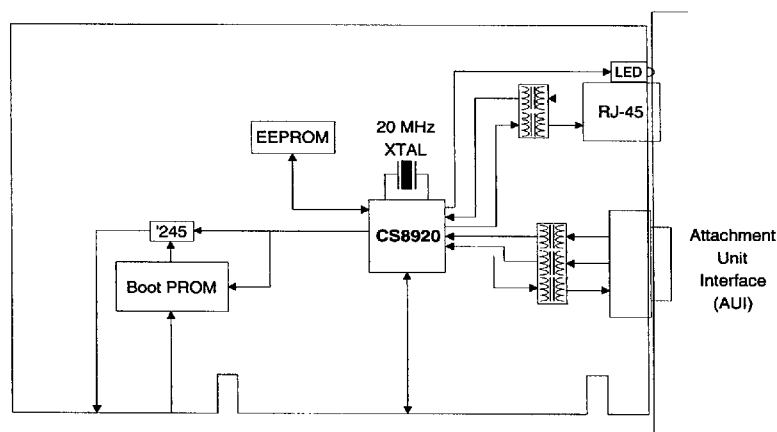 LED
RJ-45
20 MHz
XTAL
EEPROM
CS8920
'245
Boot PROM
Attachment
Unit
Interface
(AUI)